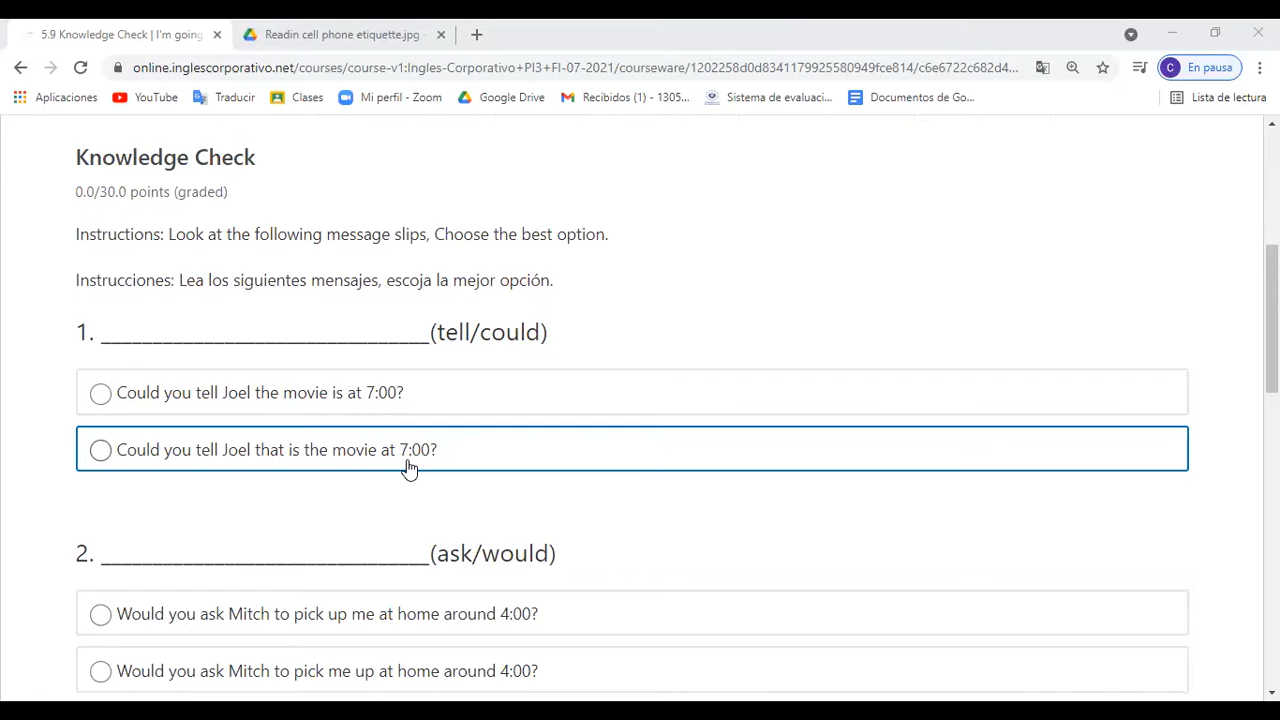 5.9 Knowledge Check | I'm going
Readin cell phone etiquette.jpg -
online.inglescorporativo.net/courses/course-v1:Ingles-Corporativo+PI3+FI-07-2021/courseware/1202258d0d8341179925580949fce814/c6e6722c682d4...
C En pausa
Aplicaciones YouTube Traducir Clases Mi perfil - Zoom Google Drive Recibidos (1) - 1305... Sistema de evaluaci... Documentos de Go... Lista de lectura
Knowledge Check
0.0/30.0 points (graded)
Instructions: Look at the following message slips, Choose the best option.
Instrucciones: Lea los siguientes mensajes, escoja la mejor opción.
1. ______________________________(tell/could)
Could you tell Joel the movie is at 7:00?
Could you tell Joel that is the movie at 7:00?
2. ______________________________(ask/would)
Would you ask Mitch to pick up me at home around 4:00?
Would you ask Mitch to pick me up at home around 4:00?